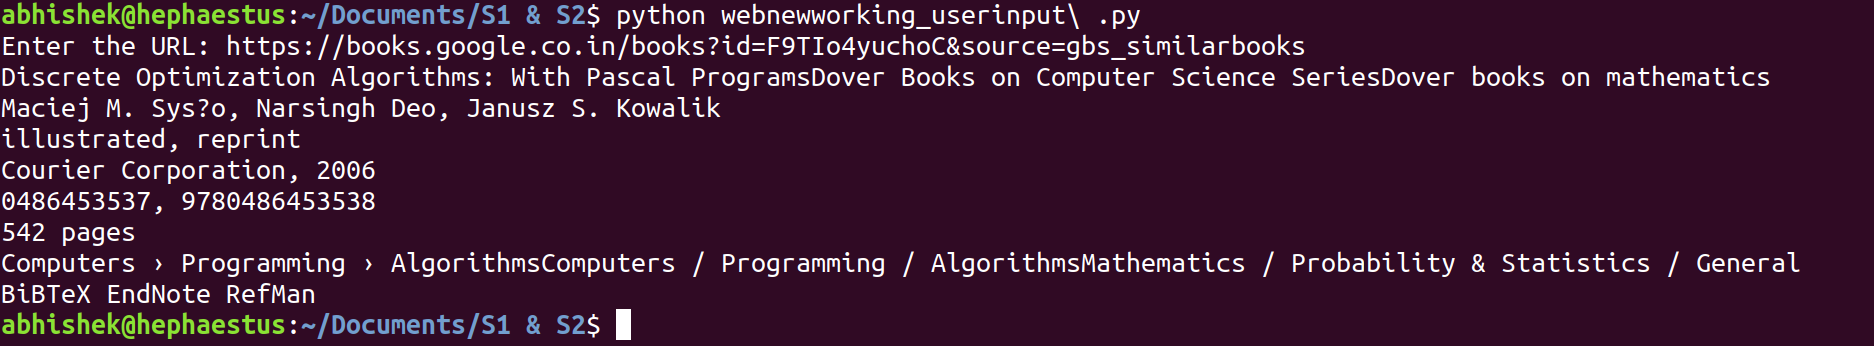 abhishek@hephaestus:~/Documents/S1 & S2$ python webnewworking_userinput\ .py
Enter the URL: https://books.google.co.in/books?id=F9TIo4yuchoC&source=gbs_similarbooks
Discrete Optimization Algorithms: With Pascal ProgramsDover Books on Computer Science SeriesDover books on mathematics
Maciej M. Sys?o, Narsingh Deo, Janusz S. Kowalik
illustrated, reprint
Courier Corporation, 2006
0486453537, 9780486453538
542 pages
Computers › Programming › AlgorithmsComputers / Programming / AlgorithmsMathematics / Probability & Statistics / General
BiBTeX EndNote RefMan
abhishek@hephaestus:~/Documents/S1 & S2$